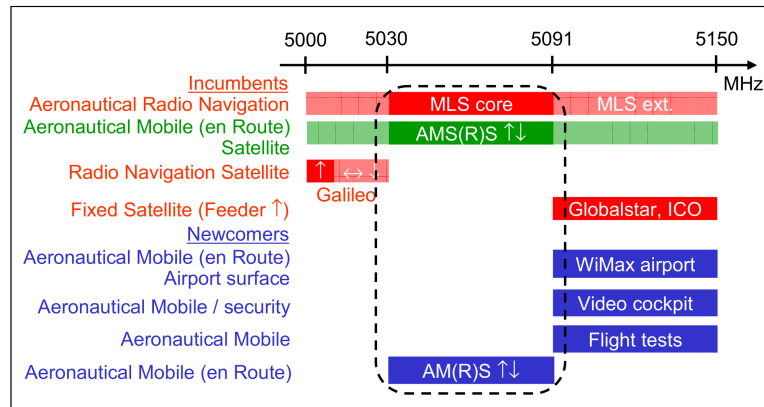 5000 5030 5091 5150
MHz
Incumbents
Aeronautical Radio Navigation MLS core MLS ext.
Aeronautical Mobile (en Route) AMS(R)S ↑↓
Satellite
Radio Navigation Satellite ↑ ↔ ↓
Galileo
Fixed Satellite (Feeder ↑) Globalstar, ICO
Newcomers
Aeronautical Mobile (en Route) WiMax airport
Airport surface
Aeronautical Mobile / security Video cockpit
Aeronautical Mobile Flight tests
Aeronautical Mobile (en Route) AM(R)S ↑↓